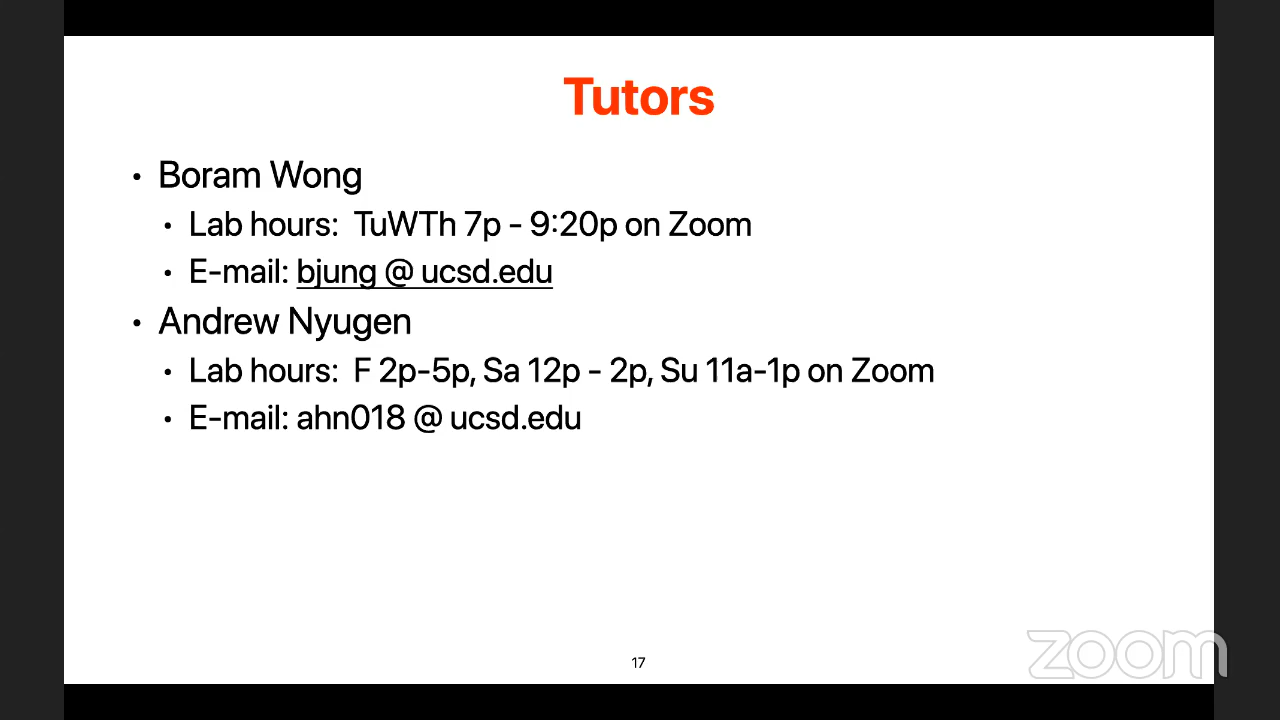 Tutors
• Boram Wong
• Lab hours: TuWTh 7p - 9:20p on Zoom
• E-mail: bjung @ ucsd.edu
• Andrew Nyugen
• Lab hours: F 2p-5p, Sa 12p - 2p, Su 11a-1p on Zoom
• E-mail: ahn018 @ ucsd.edu
17
zoom